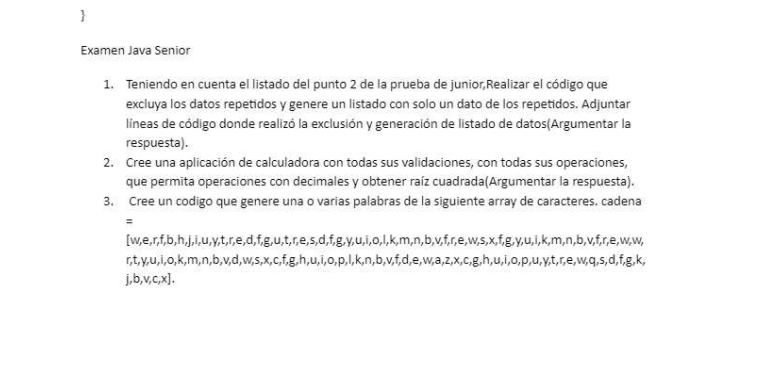 }
Examen Java Senior
1. Teniendo en cuenta el listado del punto 2 de la prueba de junior,Realizar el código que
excluya los datos repetidos y genere un listado con solo un dato de los repetidos. Adjuntar
líneas de código donde realizó la exclusión y generación de listado de datos(Argumentar la
respuesta).
2. Cree una aplicación de calculadora con todas sus validaciones, con todas sus operaciones,
que permita operaciones con decimales y obtener raíz cuadrada(Argumentar la respuesta).
3. Cree un codigo que genere una o varias palabras de la siguiente array de caracteres. cadena
=
[w,e,r,f,b,h,j,i,u,y,t,r,e,d,f,g,u,t,r,e,s,d,f,g,y,u,i,o,l,k,m,n,b,v,f,r,e,w,s,x,f,g,y,u,i,k,m,n,b,v,f,r,e,w,w,
r,t,y,u,i,o,k,m,n,b,v,d,w,s,x,c,f,g,h,u,i,o,p,l,k,n,b,v,f,d,e,w,a,z,x,c,g,h,u,i,o,p,u,y,t,r,e,w,q,s,d,f,g,k,
j,b,v,c,x].